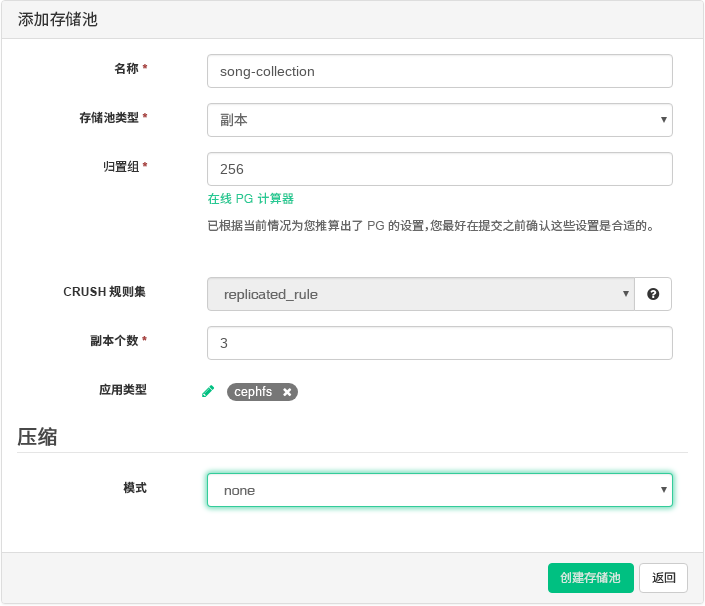 添加存储池
名称 *
song-collection
存储池类型 *
副本
归置组 *
256
在线 PG 计算器
已根据当前情况为您推算出了 PG 的设置,您最好在提交之前确认这些设置是合适的。
CRUSH 规则集
replicated_rule
副本个数 *
3
应用类型
cephfs
压缩
模式
none
创建存储池
返回